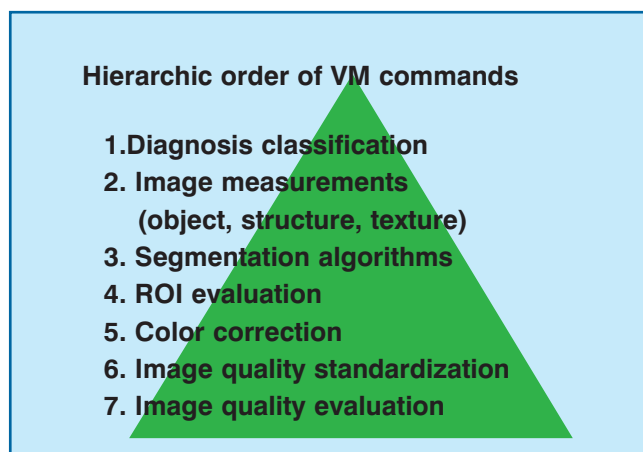 Hierarchic order of VM commands
1.Diagnosis classification
2. Image measurements
(object, structure, texture)
3. Segmentation algorithms
4. ROI evaluation
5. Color correction
6. Image quality standardization
7. Image quality evaluation